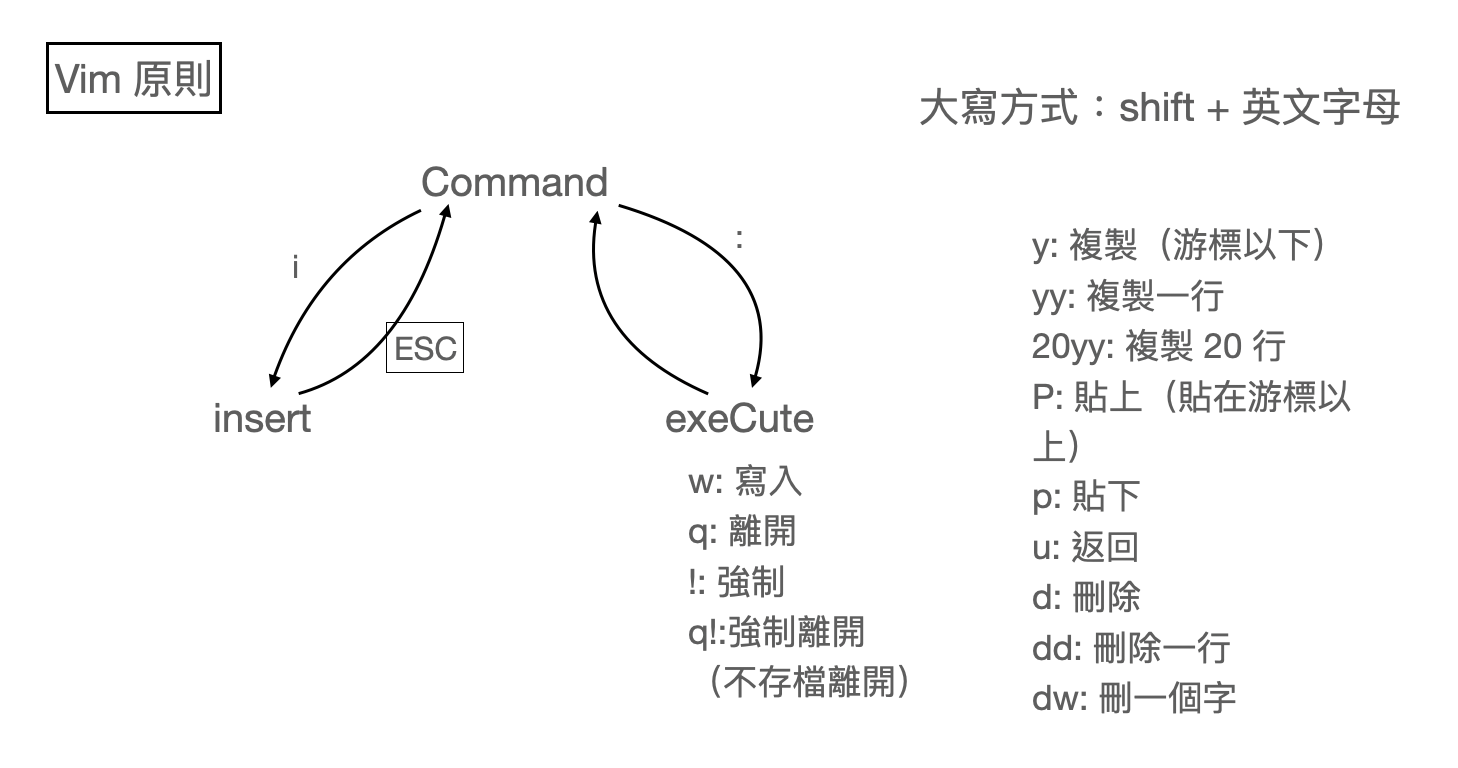 Vim 原則
大寫方式：shift + 英文字母
Command
i
:
ESC
insert
exeCute
w: 寫入
q: 離開
!: 強制
q!:強制離開
（不存檔離開）
y: 複製（游標以下）
yy: 複製一行
20yy: 複製 20 行
P: 貼上（貼在游標以
上）
p: 貼下
u: 返回
d: 刪除
dd: 刪除一行
dw: 刪一個字